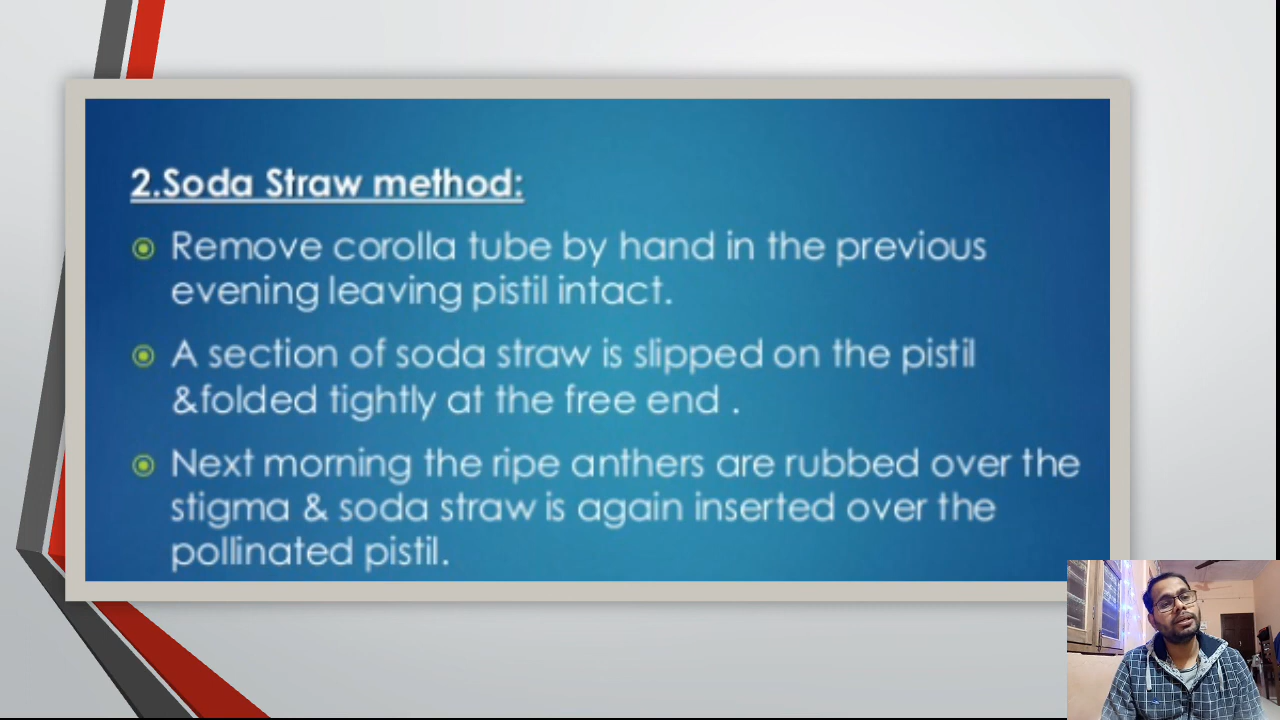 2.Soda Straw method:
Remove corolla tube by hand in the previous
evening leaving pistil intact.
A section of soda straw is slipped on the pistil
&folded tightly at the free end .
Next morning the ripe anthers are rubbed over the
stigma & soda straw is again inserted over the
pollinated pistil.